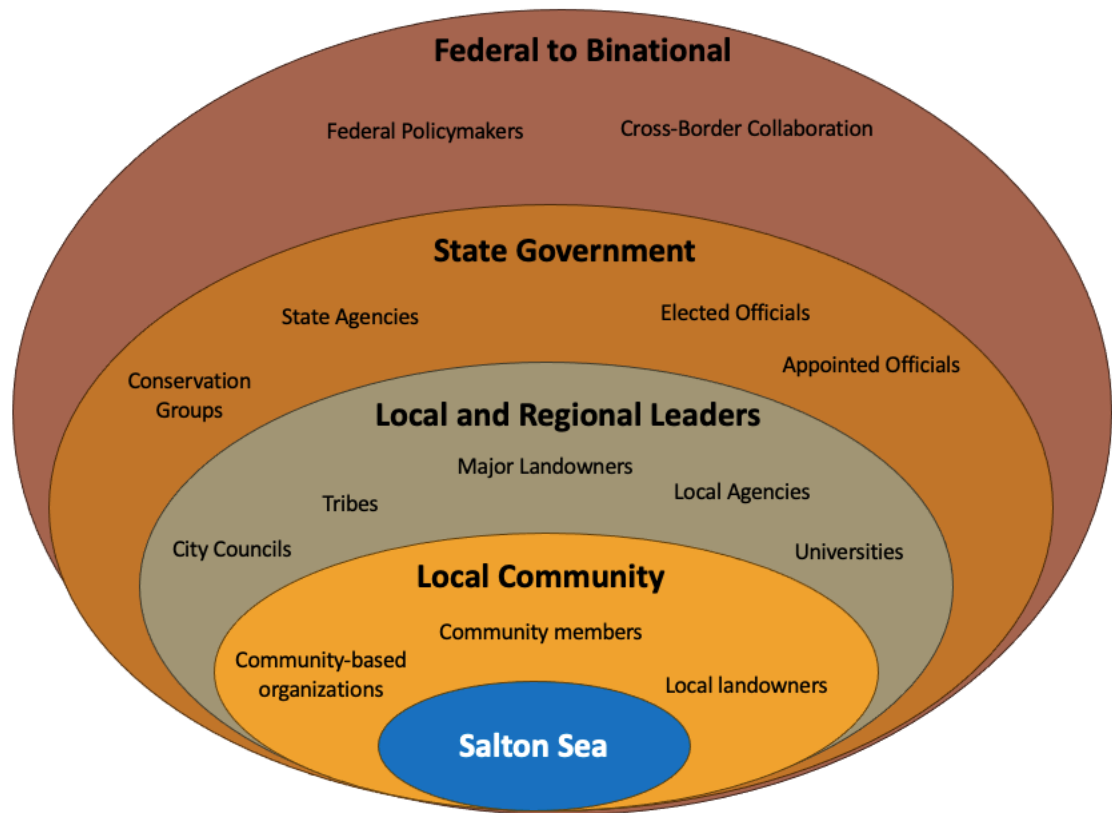 Federal to Binational
Federal Policymakers
Cross-Border Collaboration
State Government
State Agencies
Elected Officials
Appointed Officials
Conservation
Groups
Local and Regional Leaders
Major Landowners
Tribes
Local Agencies
City Councils
Universities
Local Community
Community members
Community-based
organizations
Local landowners
Salton Sea